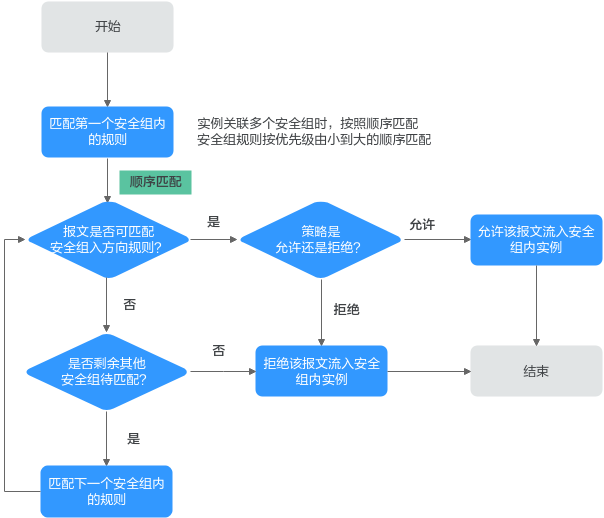 开始
匹配第一个安全组内
的规则
实例关联多个安全组时，按照顺序匹配
安全组规则按优先级由小到大的顺序匹配
顺序匹配
报文是否可匹配
安全组入方向规则?
是
策略是
允许还是拒绝?
允许
允许该报文流入安全
组内实例
否
拒绝
是否剩余其他
安全组待匹配?
否
拒绝该报文流入安全
组内实例
结束
是
匹配下一个安全组内
的规则